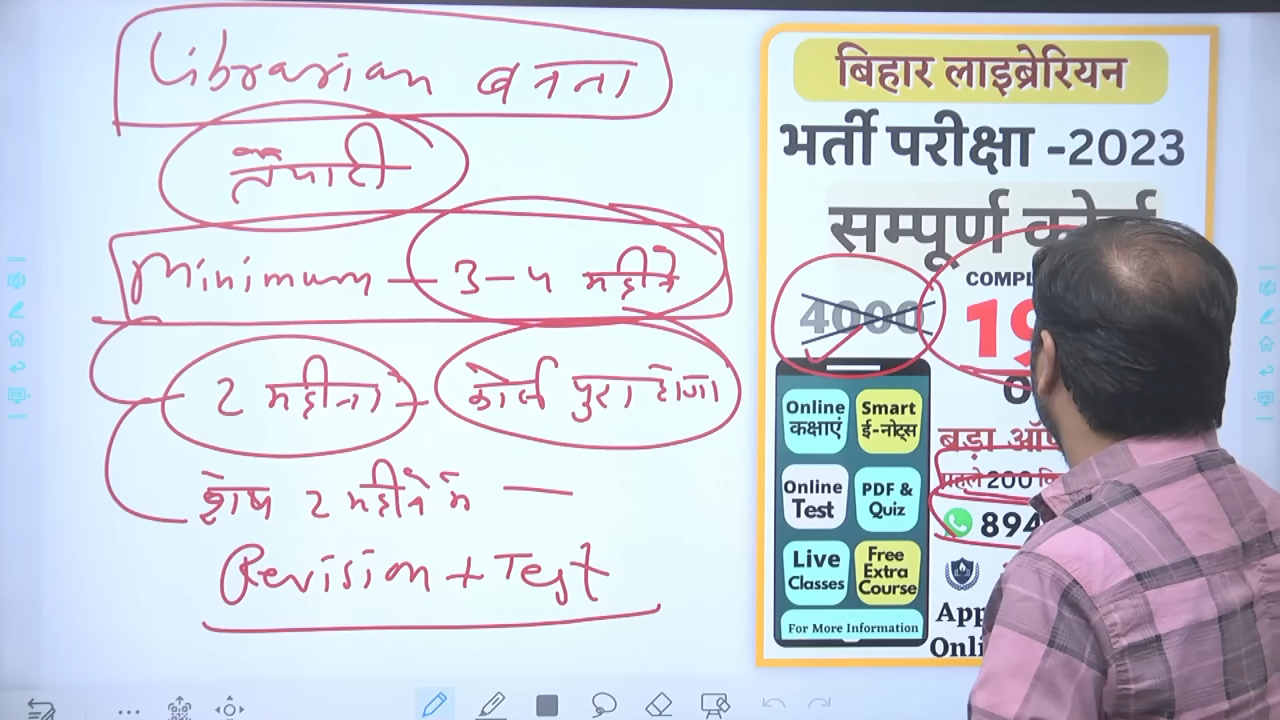 Librarian बनना
तैयारी
Minimum - 3-4 महीने
2 महीना - कोर्स पुरा होगा
शेष 2 महीने में —
Revision + Test
बिहार लाइब्रेरियन
भर्ती परीक्षा -2023
सम्पूर्ण कोर्स
COMPL
4000
19
Online कक्षाएं
Smart ई-नोट्स
Online Test
PDF & Quiz
Live Classes
Free Extra Course
For More Information
बड़ा ऑ
पहले 200
894
App
Onli